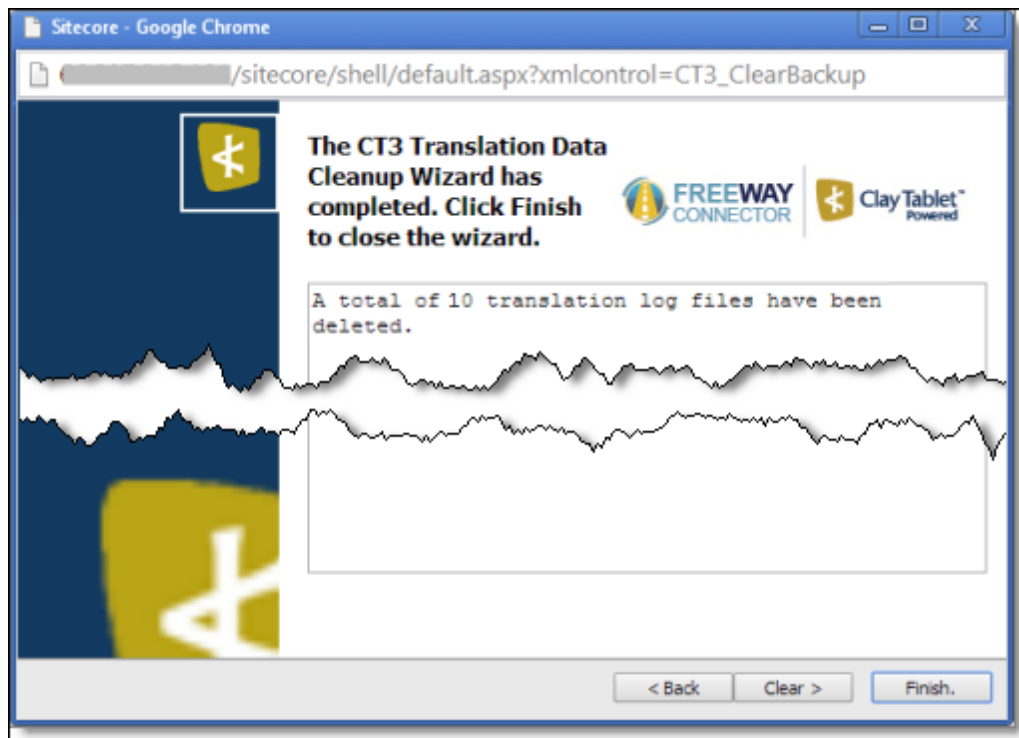 Sitecore - Google Chrome
/sitecore/shell/default.aspx?xmlcontrol=CT3_ClearBackup
The CT3 Translation Data
Cleanup Wizard has
completed. Click Finish
to close the wizard.
FREEWAY
CONNECTOR
Clay Tablet™
Powered
A total of 10 translation log files have been
deleted.
< Back
Clear >
Finish.